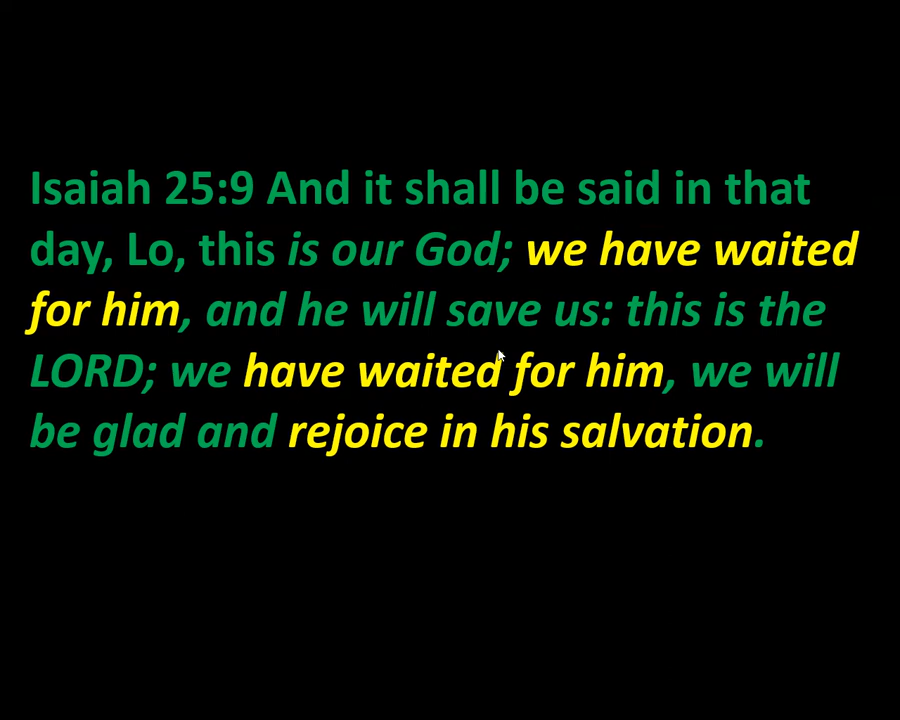 Isaiah 25:9 And it shall be said in that
day, Lo, this is our God; we have waited
for him, and he will save us: this is the
LORD; we have waited for him, we will
be glad and rejoice in his salvation.